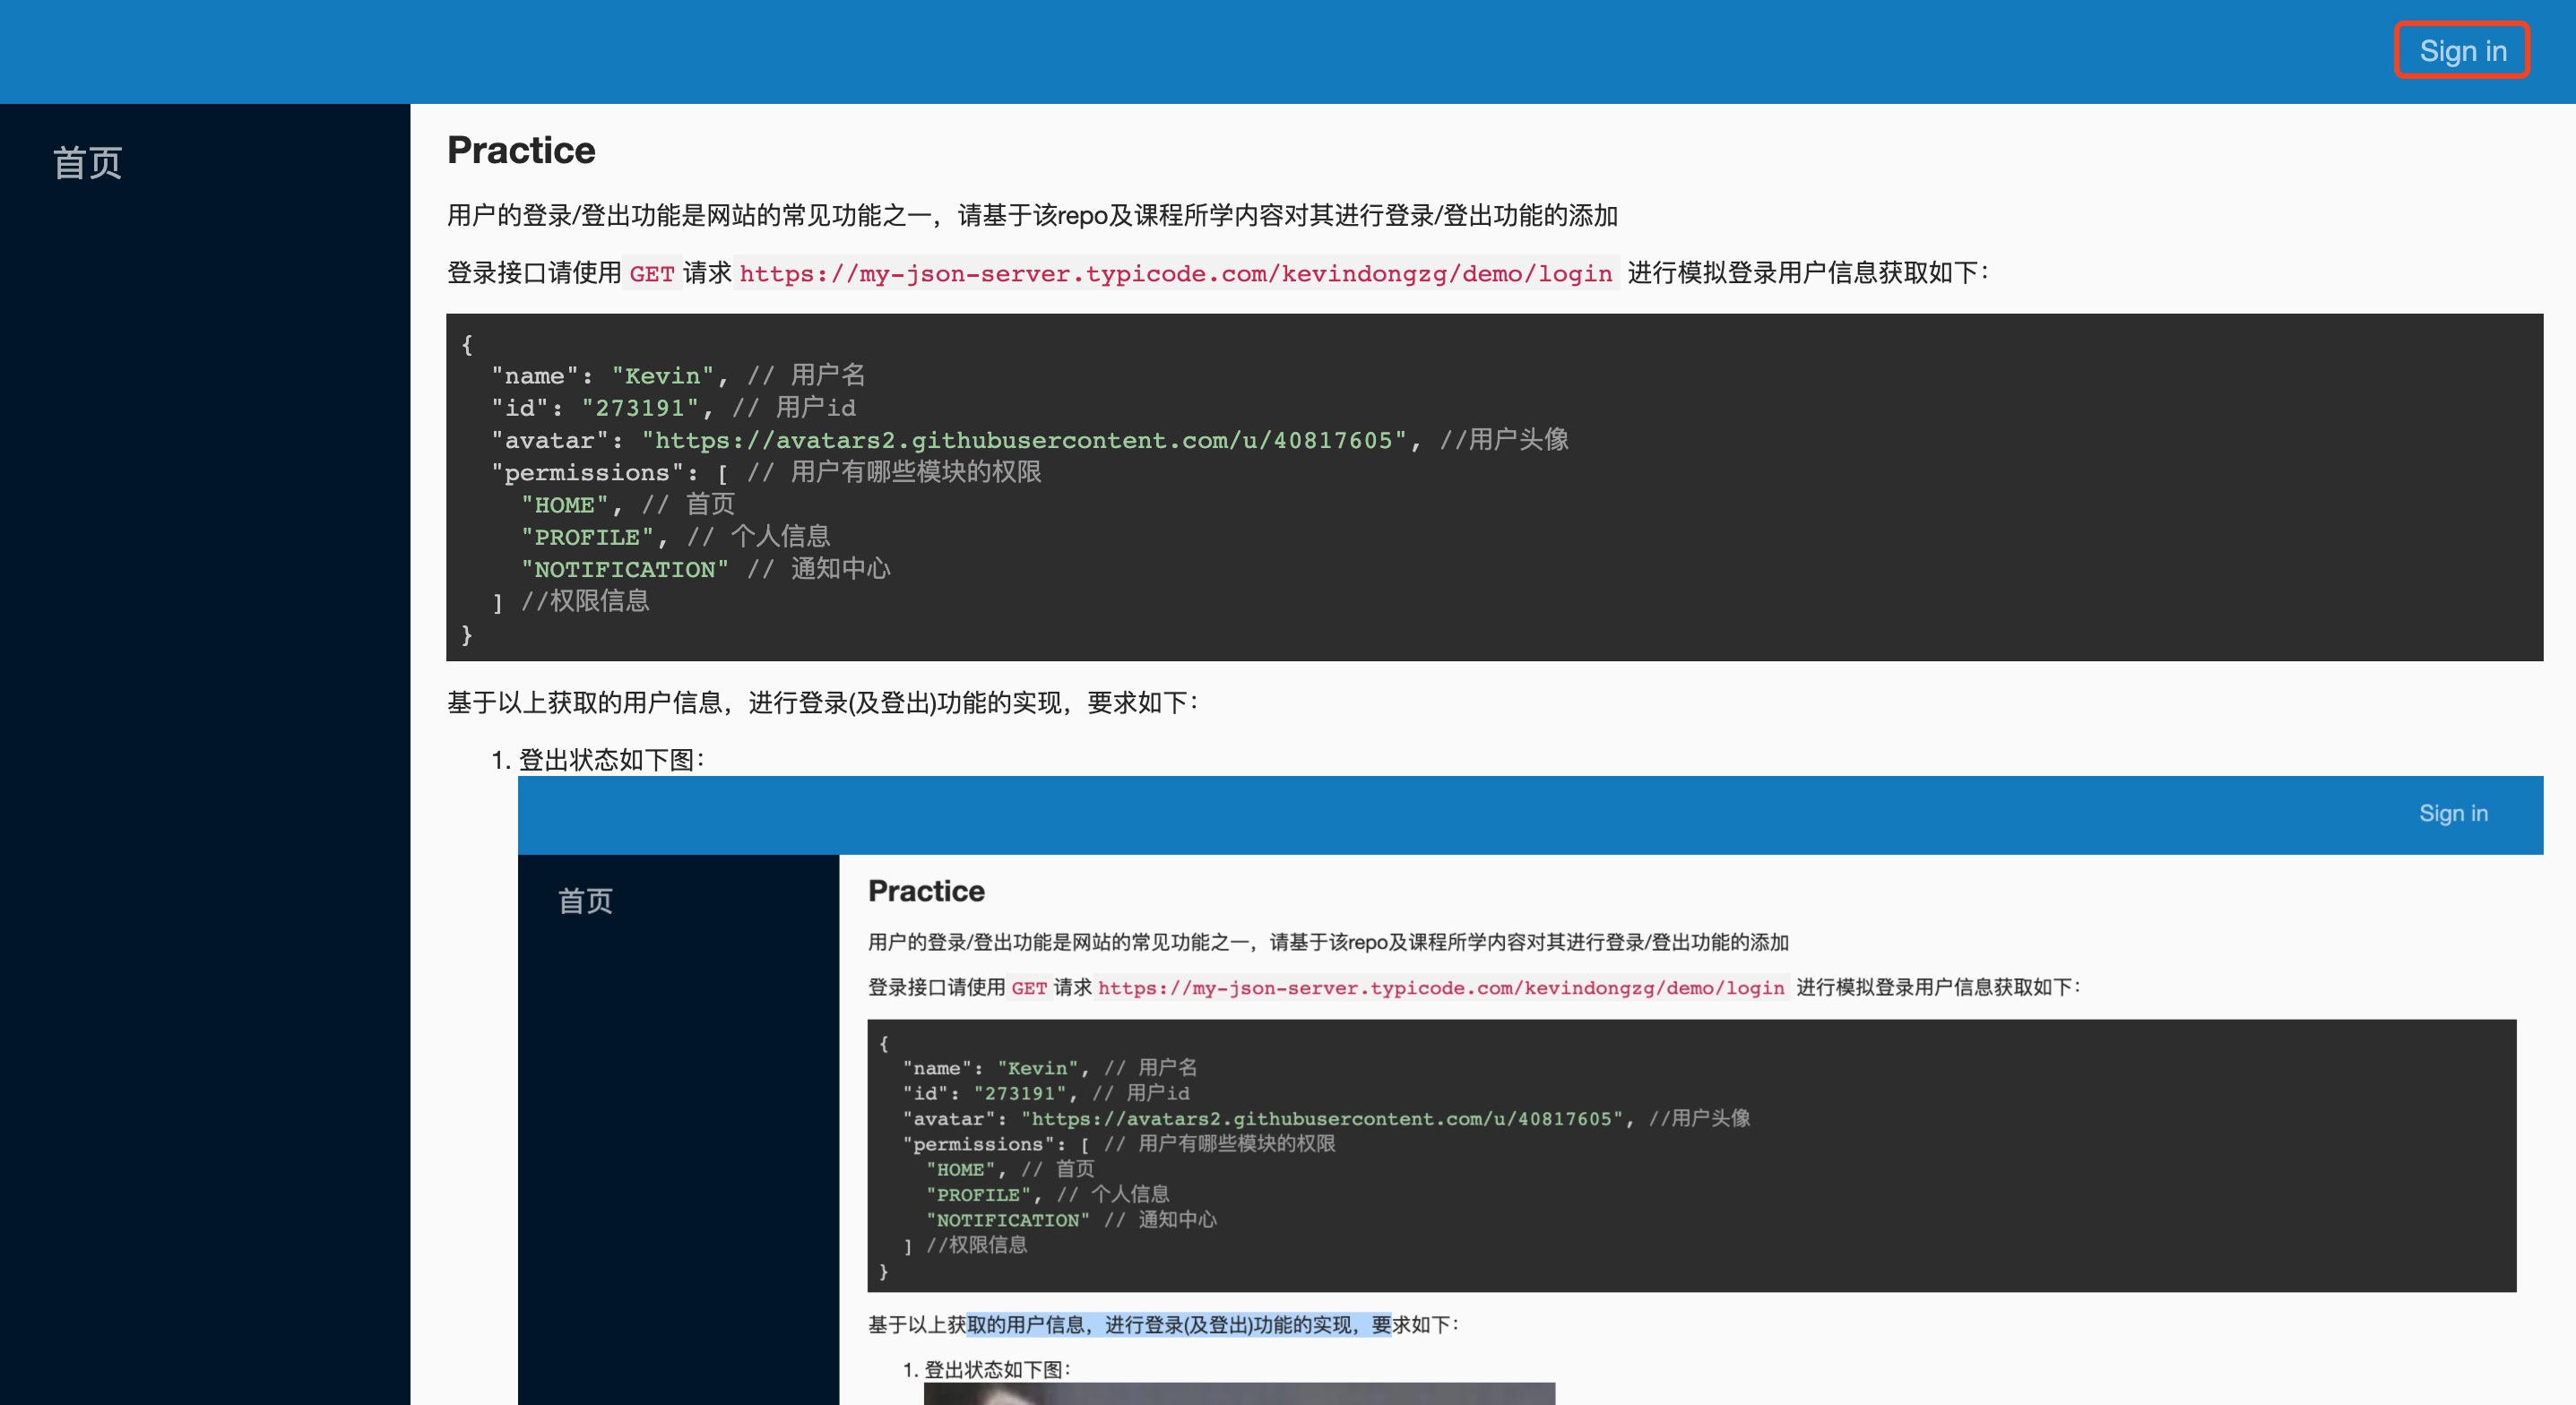 Sign in
首页
Practice
用户的登录/登出功能是网站的常见功能之一，请基于该repo及课程所学内容对其进行登录/登出功能的添加
登录接口请使用 GET 请求 https://my-json-server.typicode.com/kevindongzg/demo/login 进行模拟登录用户信息获取如下：
{
"name": "Kevin", // 用户名
"id": "273191", // 用户id
"avatar": "https://avatars2.githubusercontent.com/u/40817605", //用户头像
"permissions": [ // 用户有哪些模块的权限
"HOME", // 首页
"PROFILE", // 个人信息
"NOTIFICATION" // 通知中心
] //权限信息
}
基于以上获取的用户信息，进行登录(及登出)功能的实现，要求如下：
1. 登出状态如下图：
Sign in
首页
Practice
用户的登录/登出功能是网站的常见功能之一，请基于该repo及课程所学内容对其进行登录/登出功能的添加
登录接口请使用 GET 请求 https://my-json-server.typicode.com/kevindongzg/demo/login 进行模拟登录用户信息获取如下：
{
"name": "Kevin", // 用户名
"id": "273191", // 用户id
"avatar": "https://avatars2.githubusercontent.com/u/40817605", //用户头像
"permissions": [ // 用户有哪些模块的权限
"HOME", // 首页
"PROFILE", // 个人信息
"NOTIFICATION" // 通知中心
] //权限信息
}
基于以上获取的用户信息，进行登录(及登出)功能的实现，要求如下：
1. 登出状态如下图：